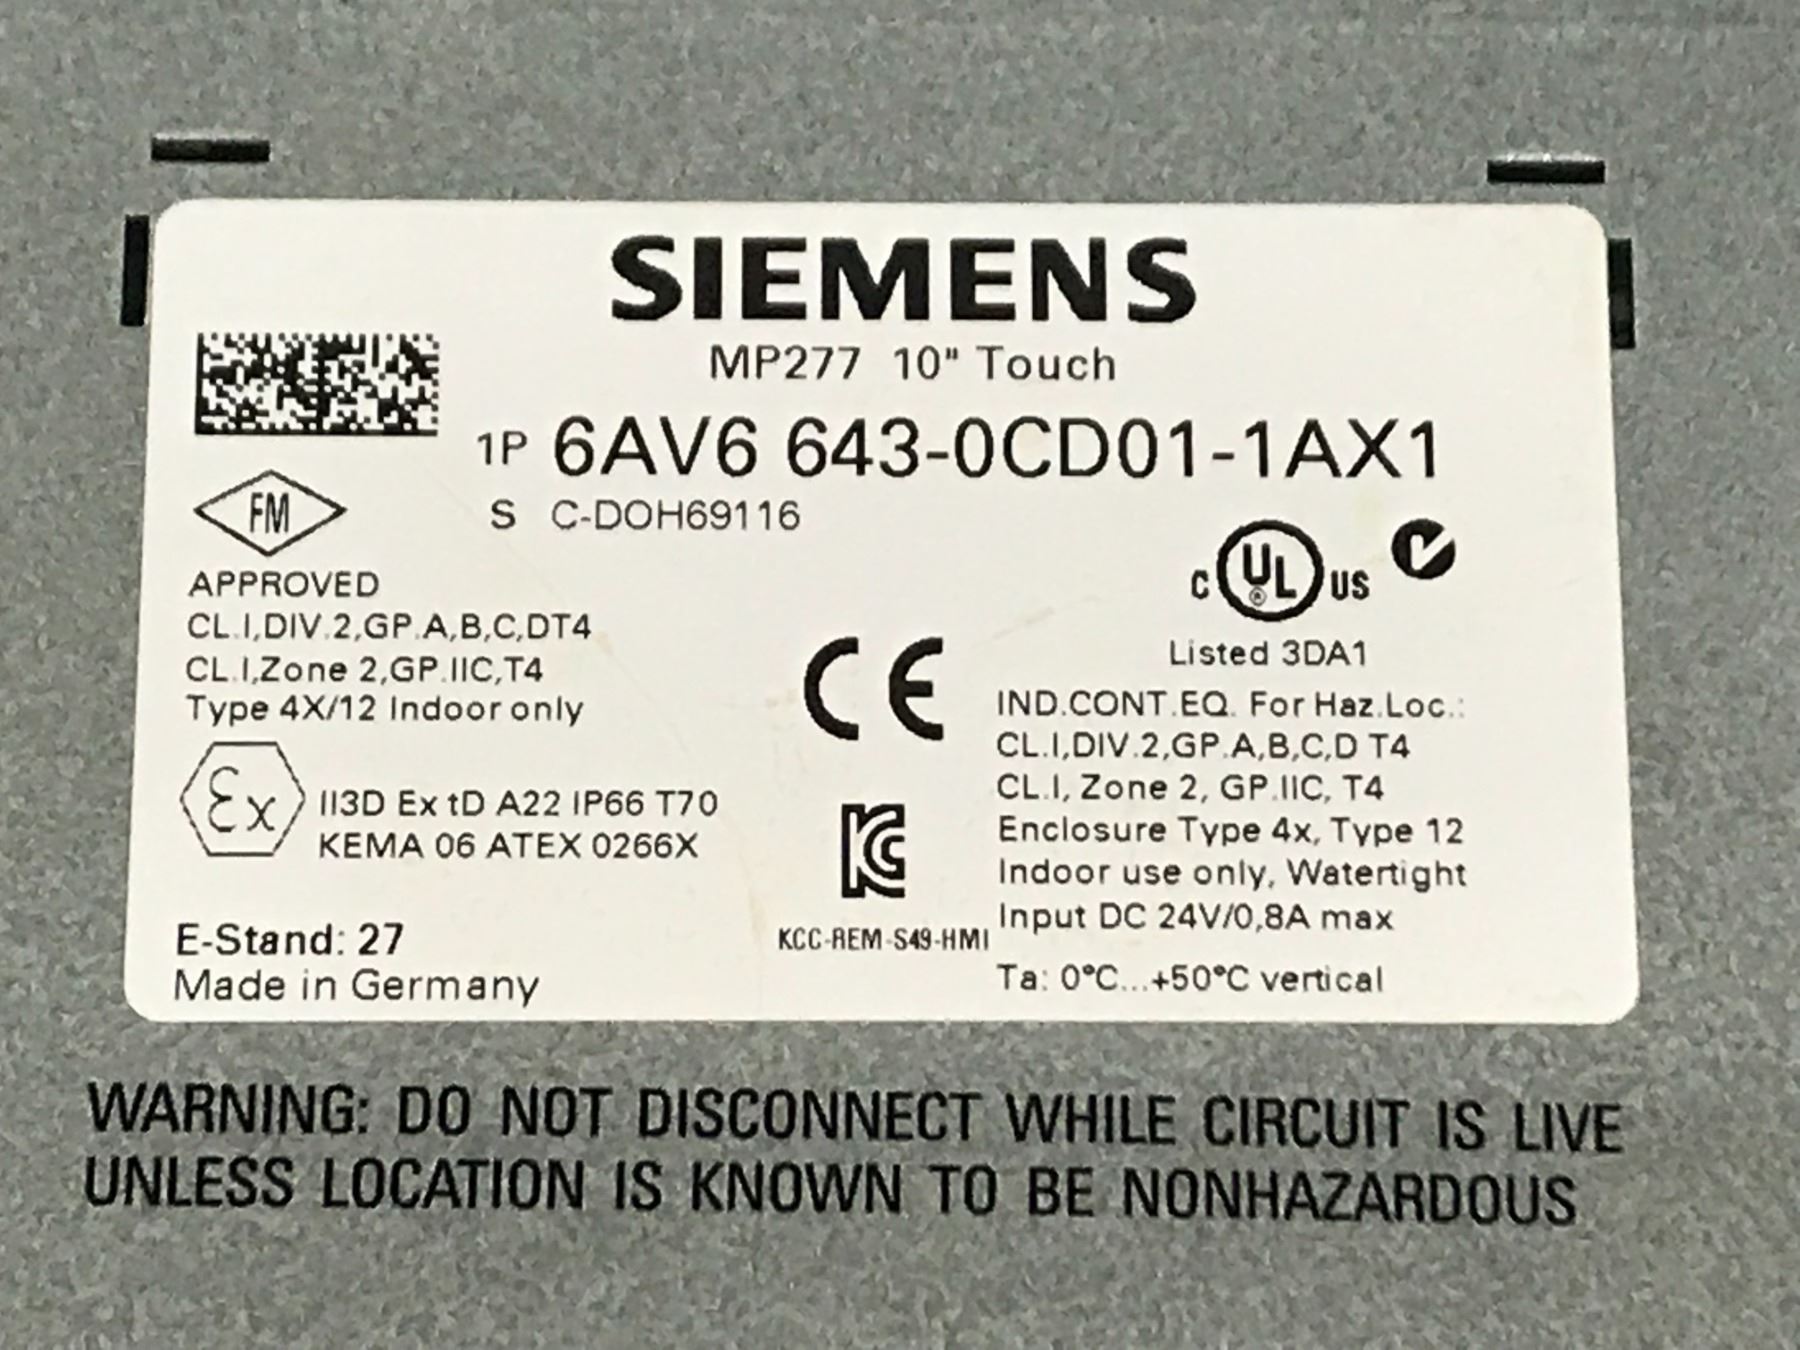 SIEMENS
MP277 10" Touch
1P 6AV6 643-0CD01-1AX1
S C-DOH69116
FM
APPROVED
CL.I,DIV.2,GP.A,B,C,DT4
CL.I,Zone 2,GP.IIC,T4
Type 4X/12 Indoor only
Ex II3D Ex tD A22 IP66 T70
KEMA 06 ATEX 0266X
E-Stand: 27
Made in Germany
CE
KC
KCC-REM-S49-HMI
C UL ® US
Listed 3DA1
IND.CONT.EQ. For Haz.Loc.:
CL.I,DIV.2,GP.A,B,C,D T4
CL.I, Zone 2, GP.IIC, T4
Enclosure Type 4x, Type 12
Indoor use only, Watertight
Input DC 24V/0,8A max
Ta: 0°C...+50°C vertical
WARNING: DO NOT DISCONNECT WHILE CIRCUIT IS LIVE
UNLESS LOCATION IS KNOWN TO BE NONHAZARDOUS